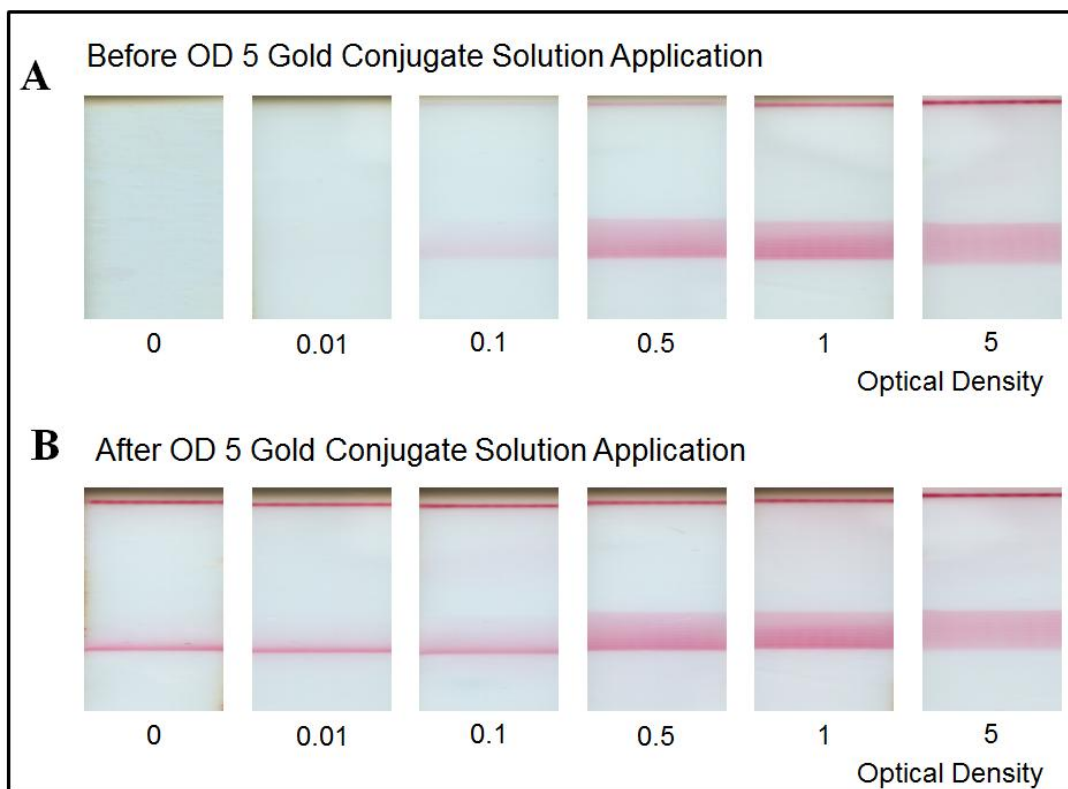 A
Before OD 5 Gold Conjugate Solution Application
0 0.01 0.1 0.5 1 5
Optical Density
B
After OD 5 Gold Conjugate Solution Application
0 0.01 0.1 0.5 1 5
Optical Density